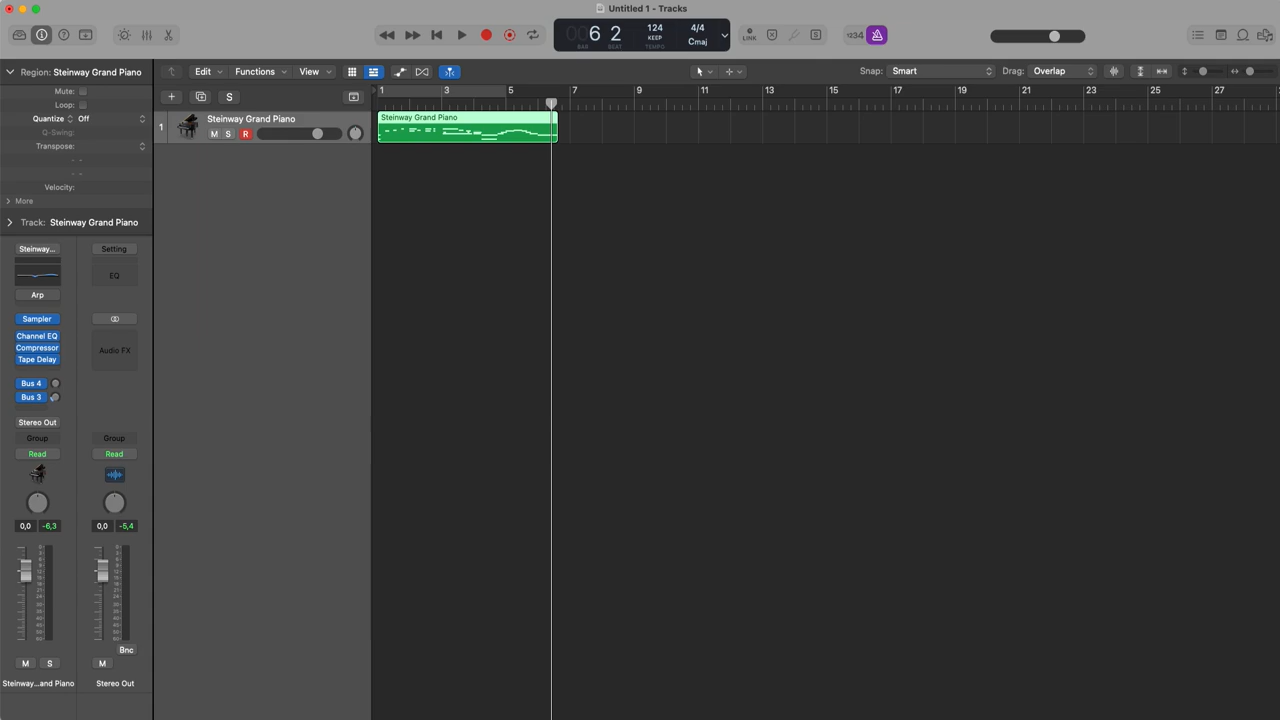 Untitled 1 - Tracks
6 2
BAR BEAT
124
KEEP
TEMPO
4/4
Cmaj
LINK
S
1234
Region: Steinway Grand Piano
Edit
Functions
View
Snap: Smart
Drag: Overlap
Mute:
Loop:
Quantize Off
Q-Swing:
Transpose:
Velocity:
More
Track: Steinway Grand Piano
S
1 3 5 7 9 11 13 15 17 19 21 23 25 27
1
Steinway Grand Piano
M S R
Steinway Grand Piano
Steinway... Setting
EQ
Arp
Sampler
Channel EQ
Compressor
Tape Delay
Audio FX
Bus 4
Bus 3
Stereo Out
Group Group
Read Read
0,0 -6,3 0,0 -5,4
Bnc
M S M
Steinway...and Piano Stereo Out